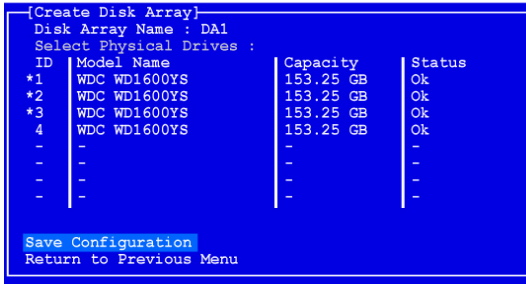 [Create Disk Array]
Disk Array Name : DA1
Select Physical Drives :
ID Model Name Capacity Status
*1 WDC WD1600YS 153.25 GB Ok
*2 WDC WD1600YS 153.25 GB Ok
*3 WDC WD1600YS 153.25 GB Ok
4 WDC WD1600YS 153.25 GB Ok
- - - -
- - - -
- - - -
- - - -
Save Configuration
Return to Previous Menu